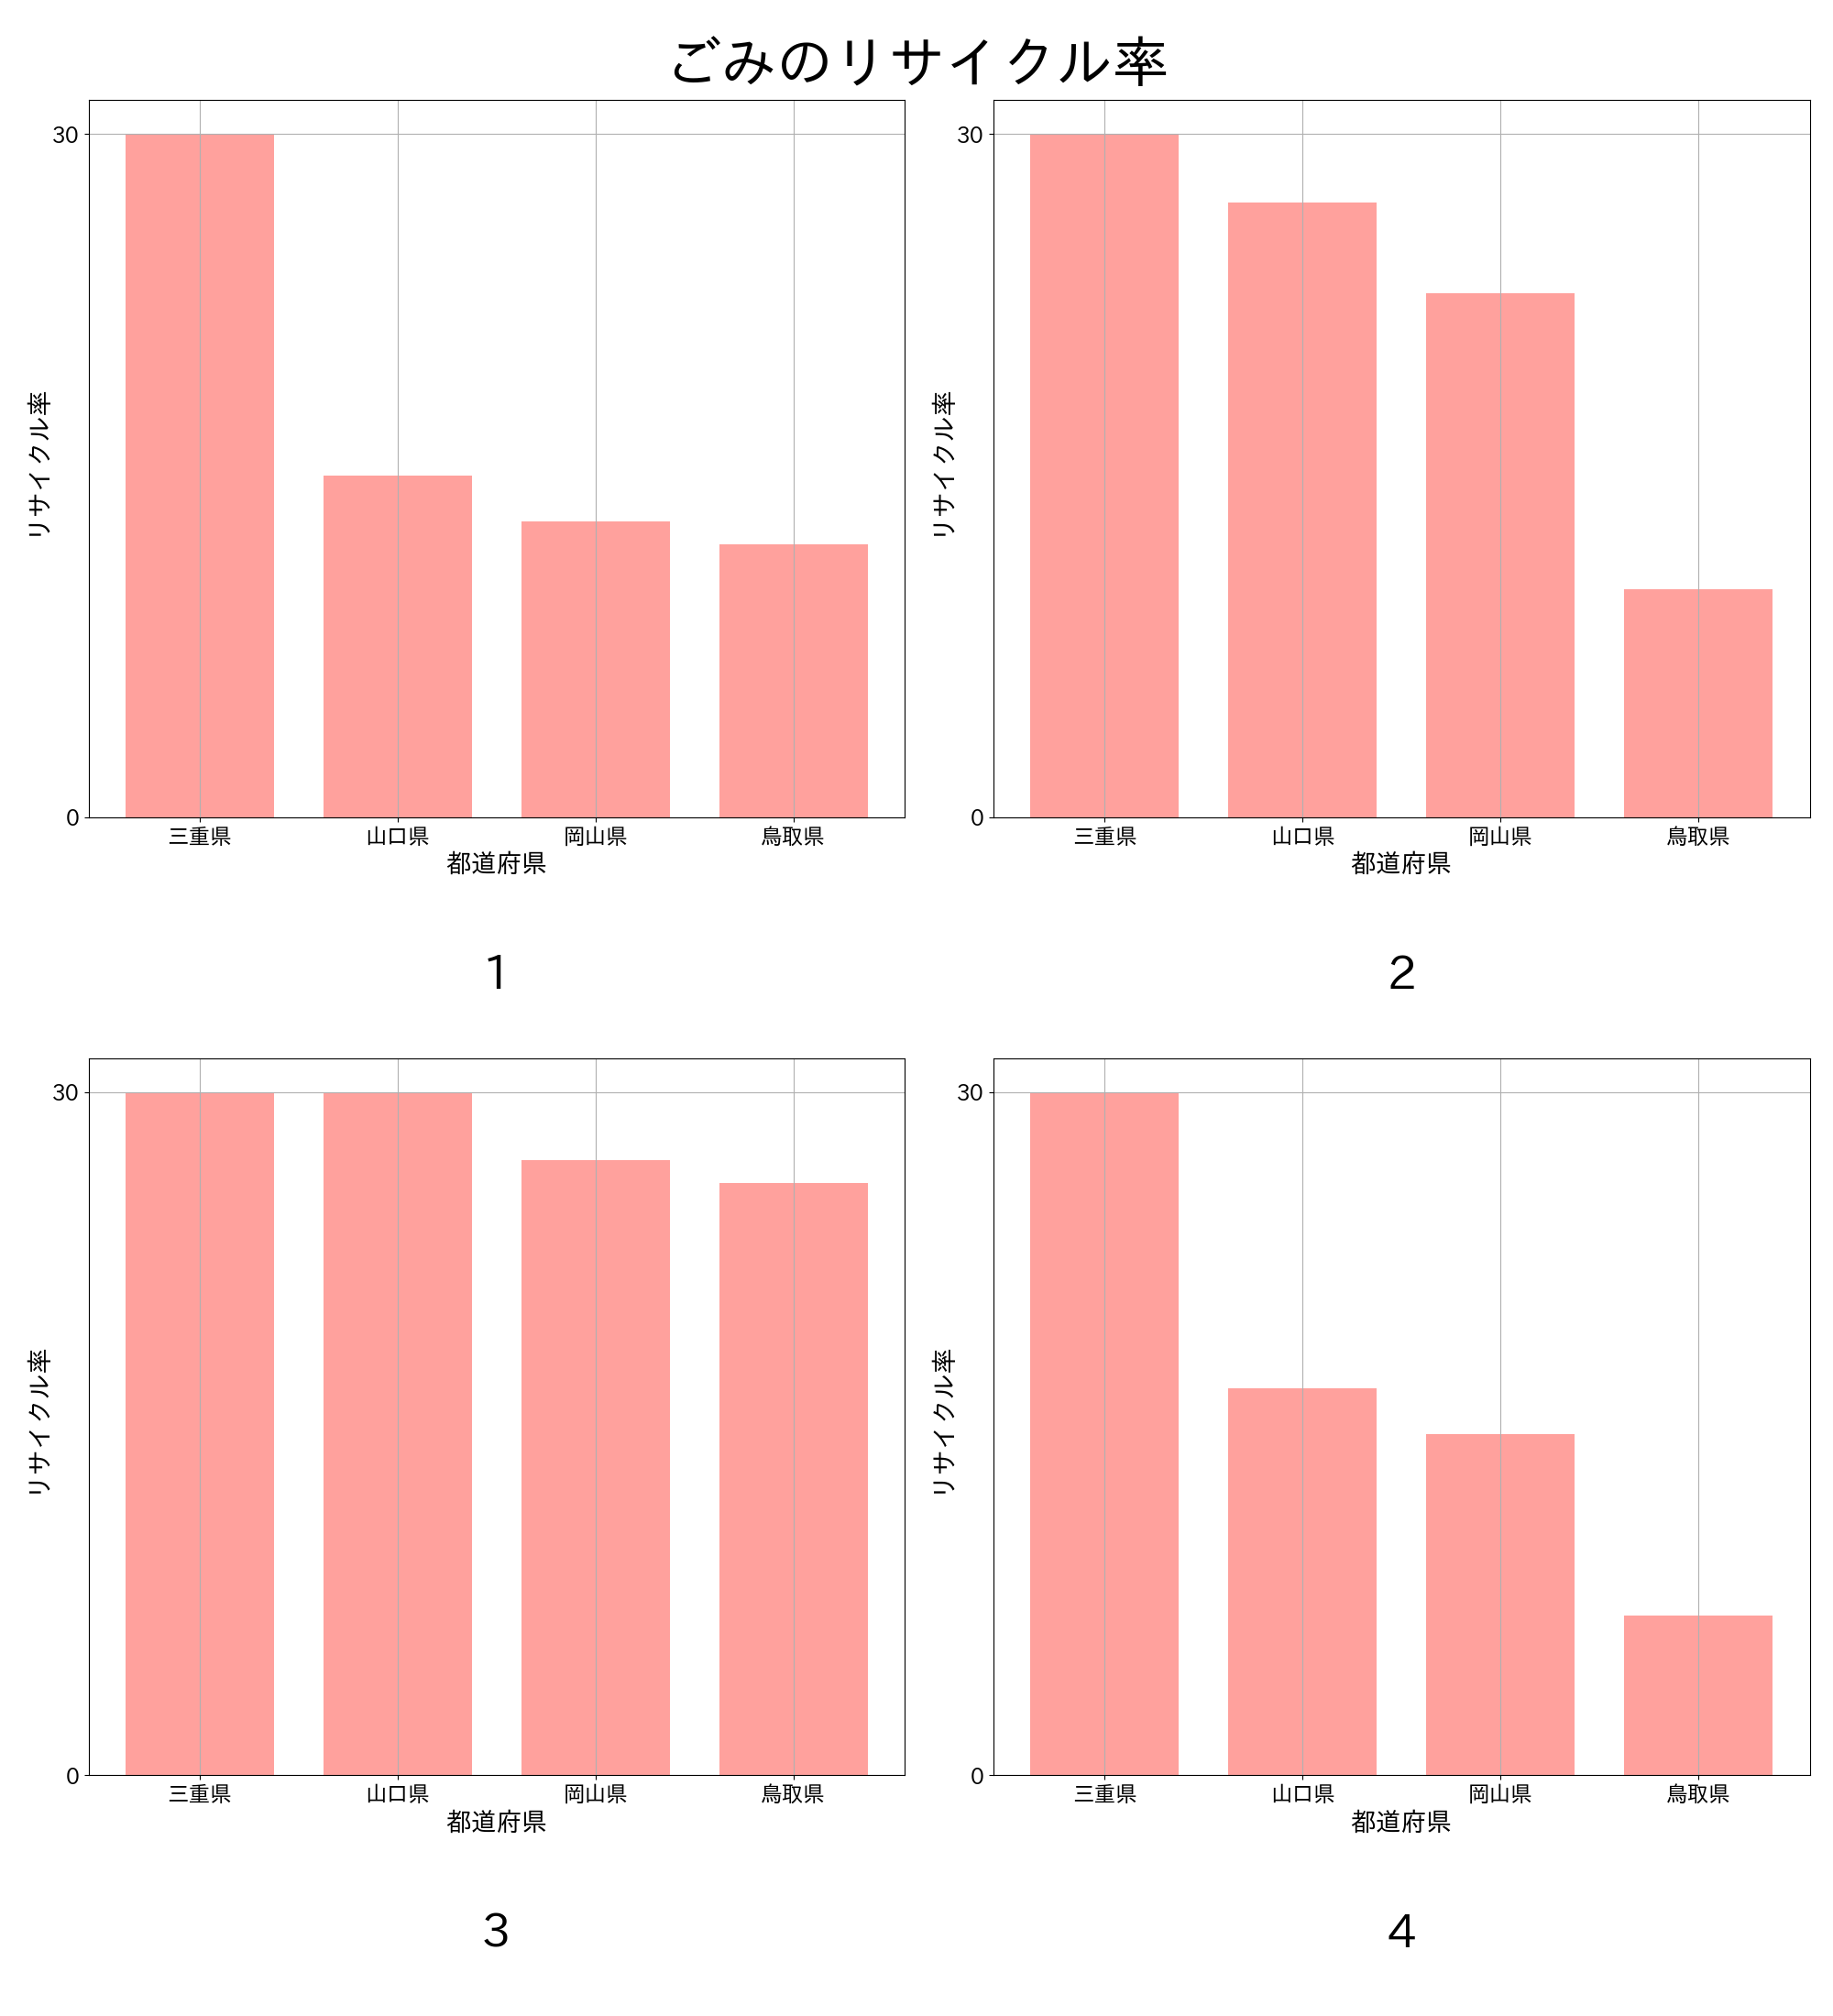 ごみのリサイクル率
30
0
リサイクル率
三重県 山口県 岡山県 鳥取県
都道府県
1
30
0
リサイクル率
三重県 山口県 岡山県 鳥取県
都道府県
2
30
0
リサイクル率
三重県 山口県 岡山県 鳥取県
都道府県
3
30
0
リサイクル率
三重県 山口県 岡山県 鳥取県
都道府県
4